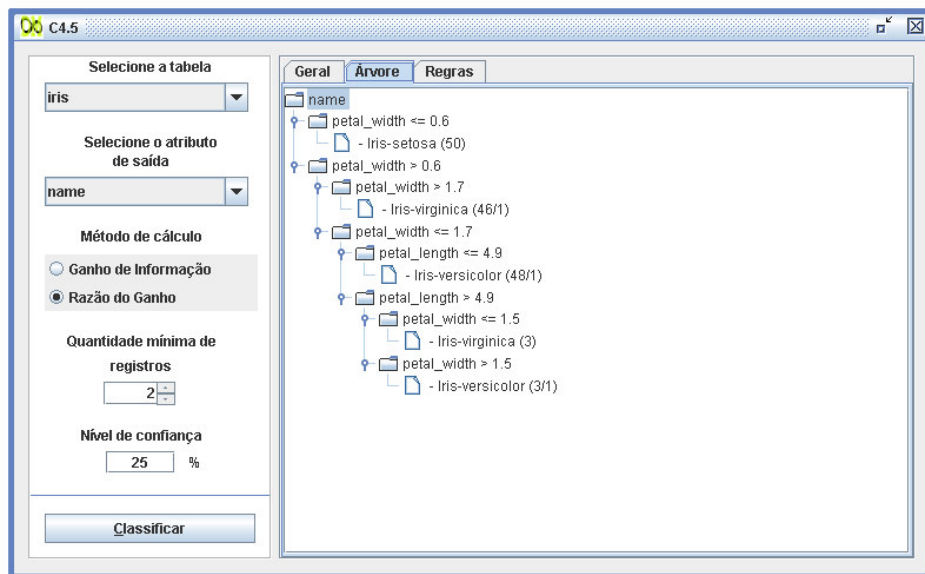 C4.5
Selecione a tabela
iris
Selecione o atributo
de saída
name
Método de cálculo
Ganho de Informação
Razão do Ganho
Quantidade mínima de
registros
2
Nível de confiança
25 %
Classificar
Geral Árvore Regras
name
petal_width <= 0.6
- Iris-setosa (50)
petal_width > 0.6
petal_width > 1.7
- Iris-virginica (46/1)
petal_width <= 1.7
petal_length <= 4.9
- Iris-versicolor (48/1)
petal_length > 4.9
petal_width <= 1.5
- Iris-virginica (3)
petal_width > 1.5
- Iris-versicolor (3/1)